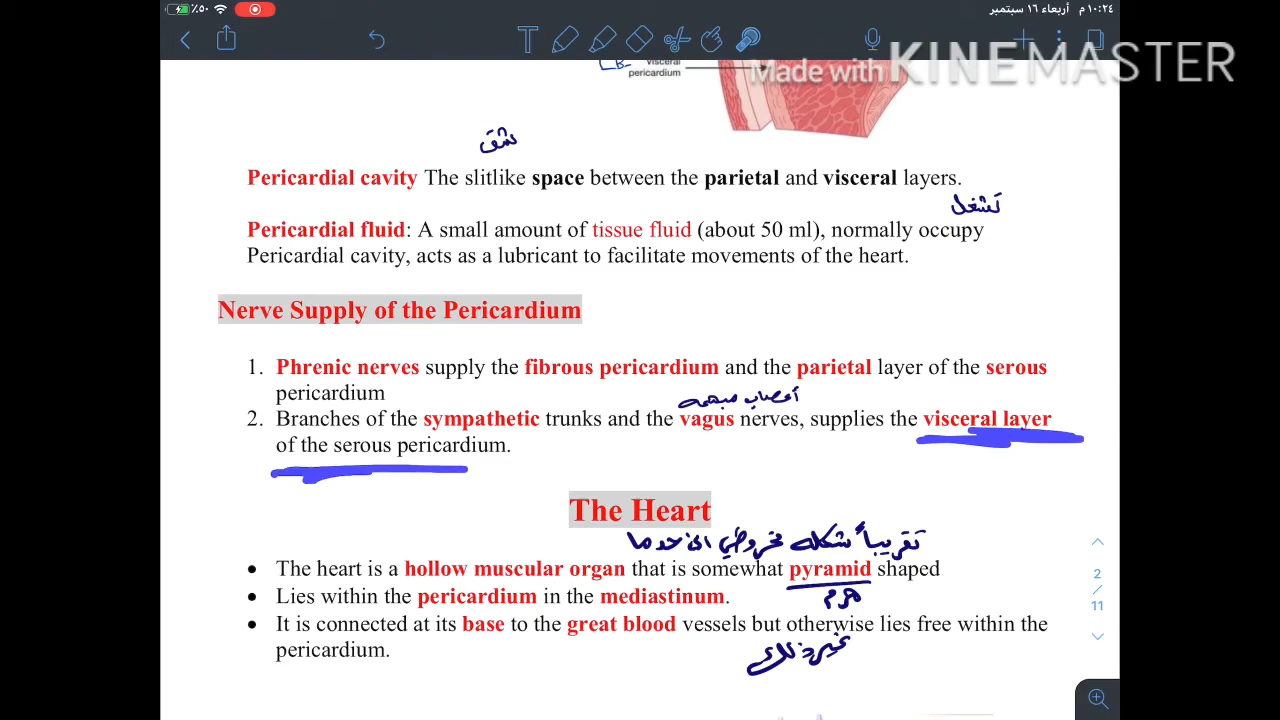 ١٠:٢٤ م أربعاء ١٦ سبتمبر
٪٥٠
T
Made with KINEMASTER
visceral
pericardium
شق
Pericardial cavity The slitlike space between the parietal and visceral layers.
تشغل
Pericardial fluid: A small amount of tissue fluid (about 50 ml), normally occupy
Pericardial cavity, acts as a lubricant to facilitate movements of the heart.
Nerve Supply of the Pericardium
1. Phrenic nerves supply the fibrous pericardium and the parietal layer of the serous
pericardium
أعصاب مبهمه
2. Branches of the sympathetic trunks and the vagus nerves, supplies the visceral layer
of the serous pericardium.
The Heart
تقريباً شكله مخروطي الى حد ما
• The heart is a hollow muscular organ that is somewhat pyramid shaped
هرم
• Lies within the pericardium in the mediastinum.
• It is connected at its base to the great blood vessels but otherwise lies free within the
غير ذلك
pericardium.
2
/
11